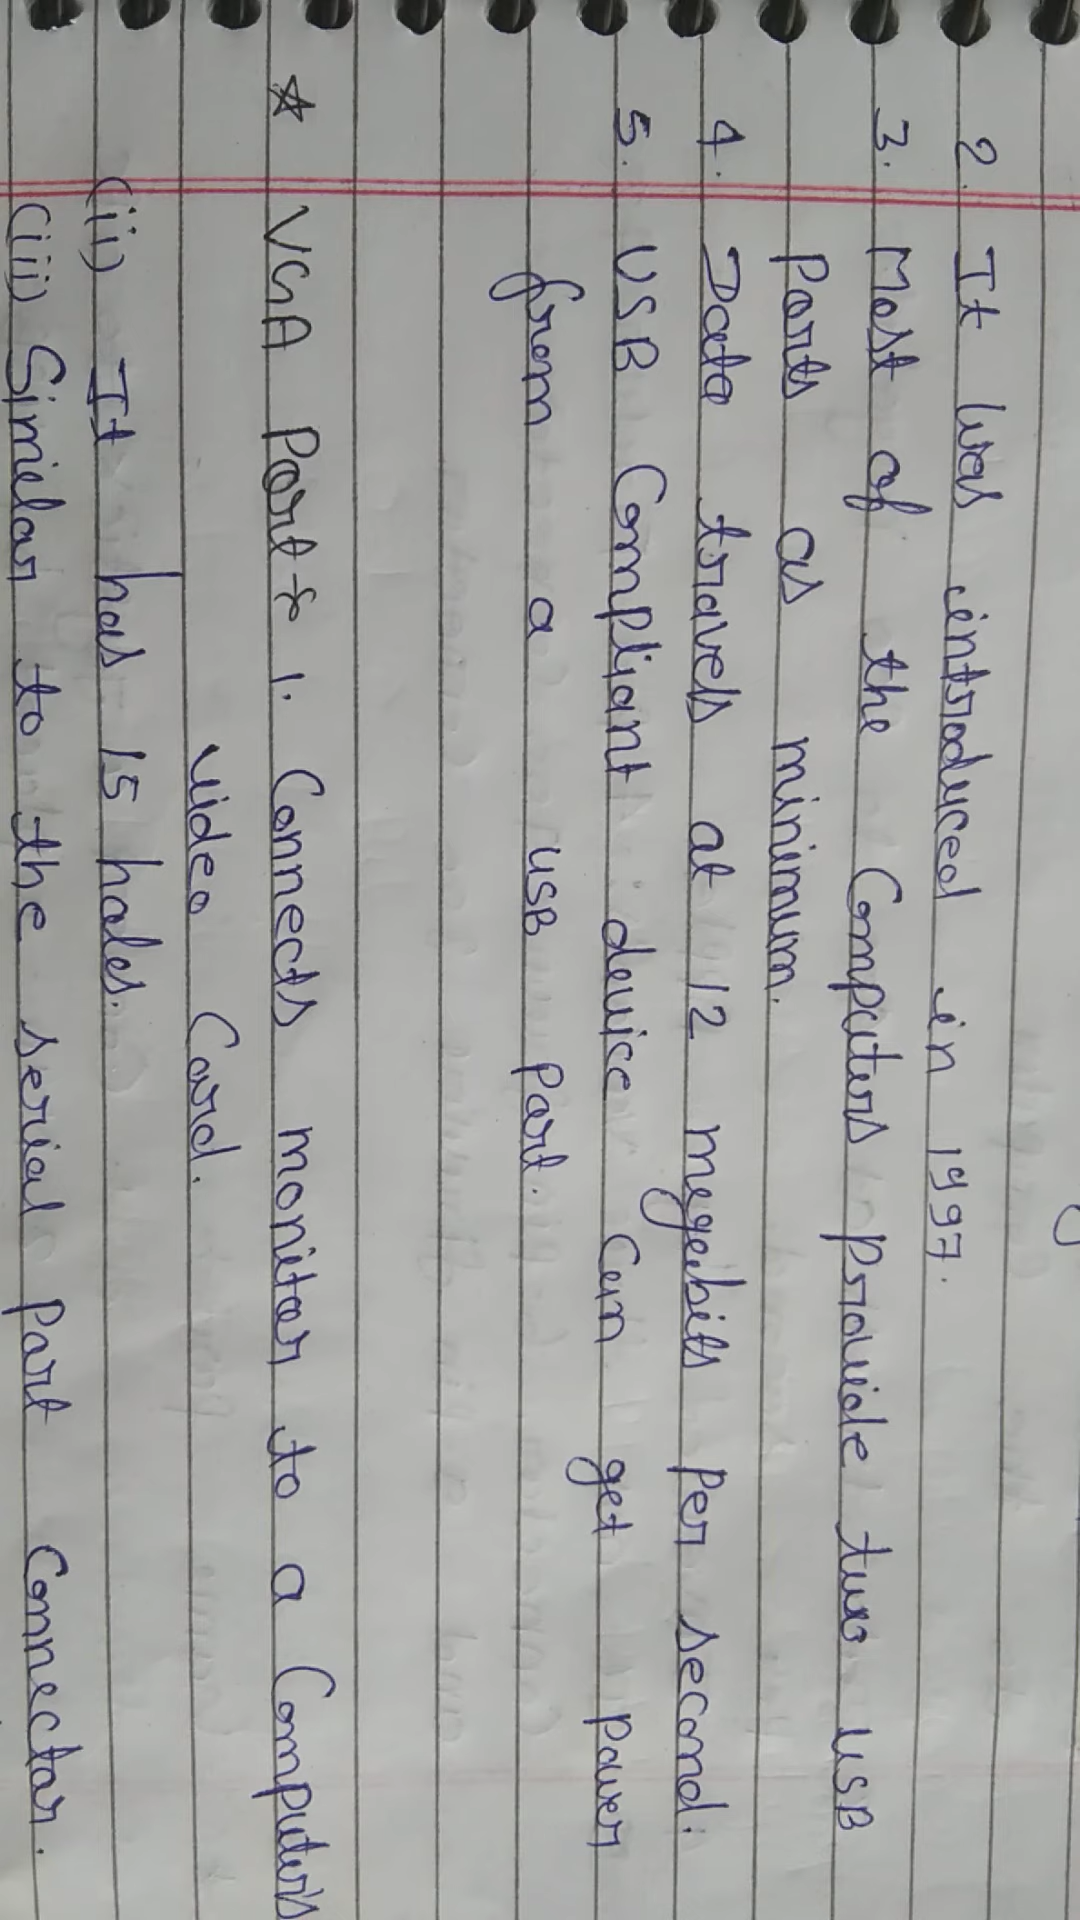 2. It was introduced in 1997.
3. Most of the Computers Provide two USB
Ports as minimum.
4. Data travels at 12 megabits per second.
5. USB Compliant device Can get power
from a USB Port.
☆ VGA Port :- 1. Connects monitor to a Computer's
video Card.
(ii) It has 15 holes.
(iii) Similar to the serial Port Connector.